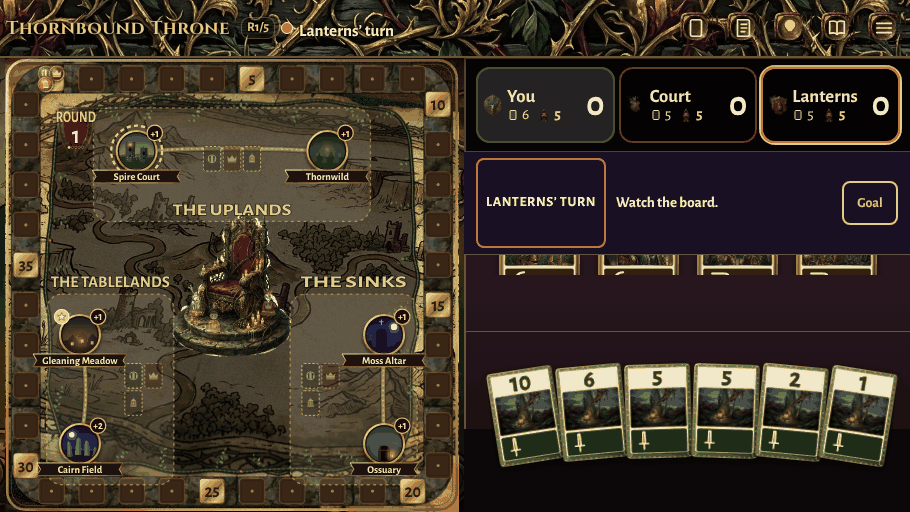 THORNBOUND THRONE
R1/5
Lanterns' turn
5
10
15
20
25
30
35
ROUND
1
+1
Spire Court
+1
Thornwild
THE UPLANDS
THE TABLELANDS
THE SINKS
+1
Gleaning Meadow
+1
Moss Altar
+2
Cairn Field
+1
Ossuary
You
6 5
0
Court
5 5
0
Lanterns
5 5
0
LANTERNS' TURN
Watch the board.
Goal
10
6
5
5
2
1